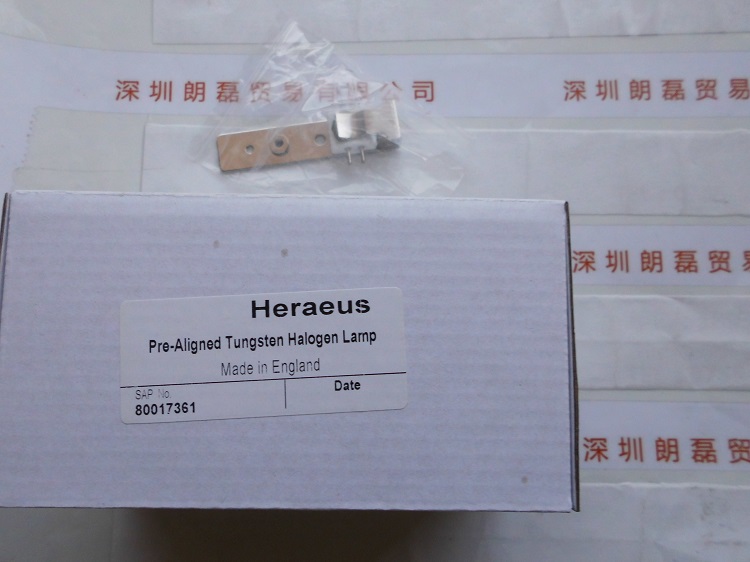 深圳朗磊贸易有限公司
深圳朗磊贸易
深圳朗磊贸易
深圳朗磊贸
Heraeus
Pre-Aligned Tungsten Halogen Lamp
Made in England
SAP No.
Date
80017361